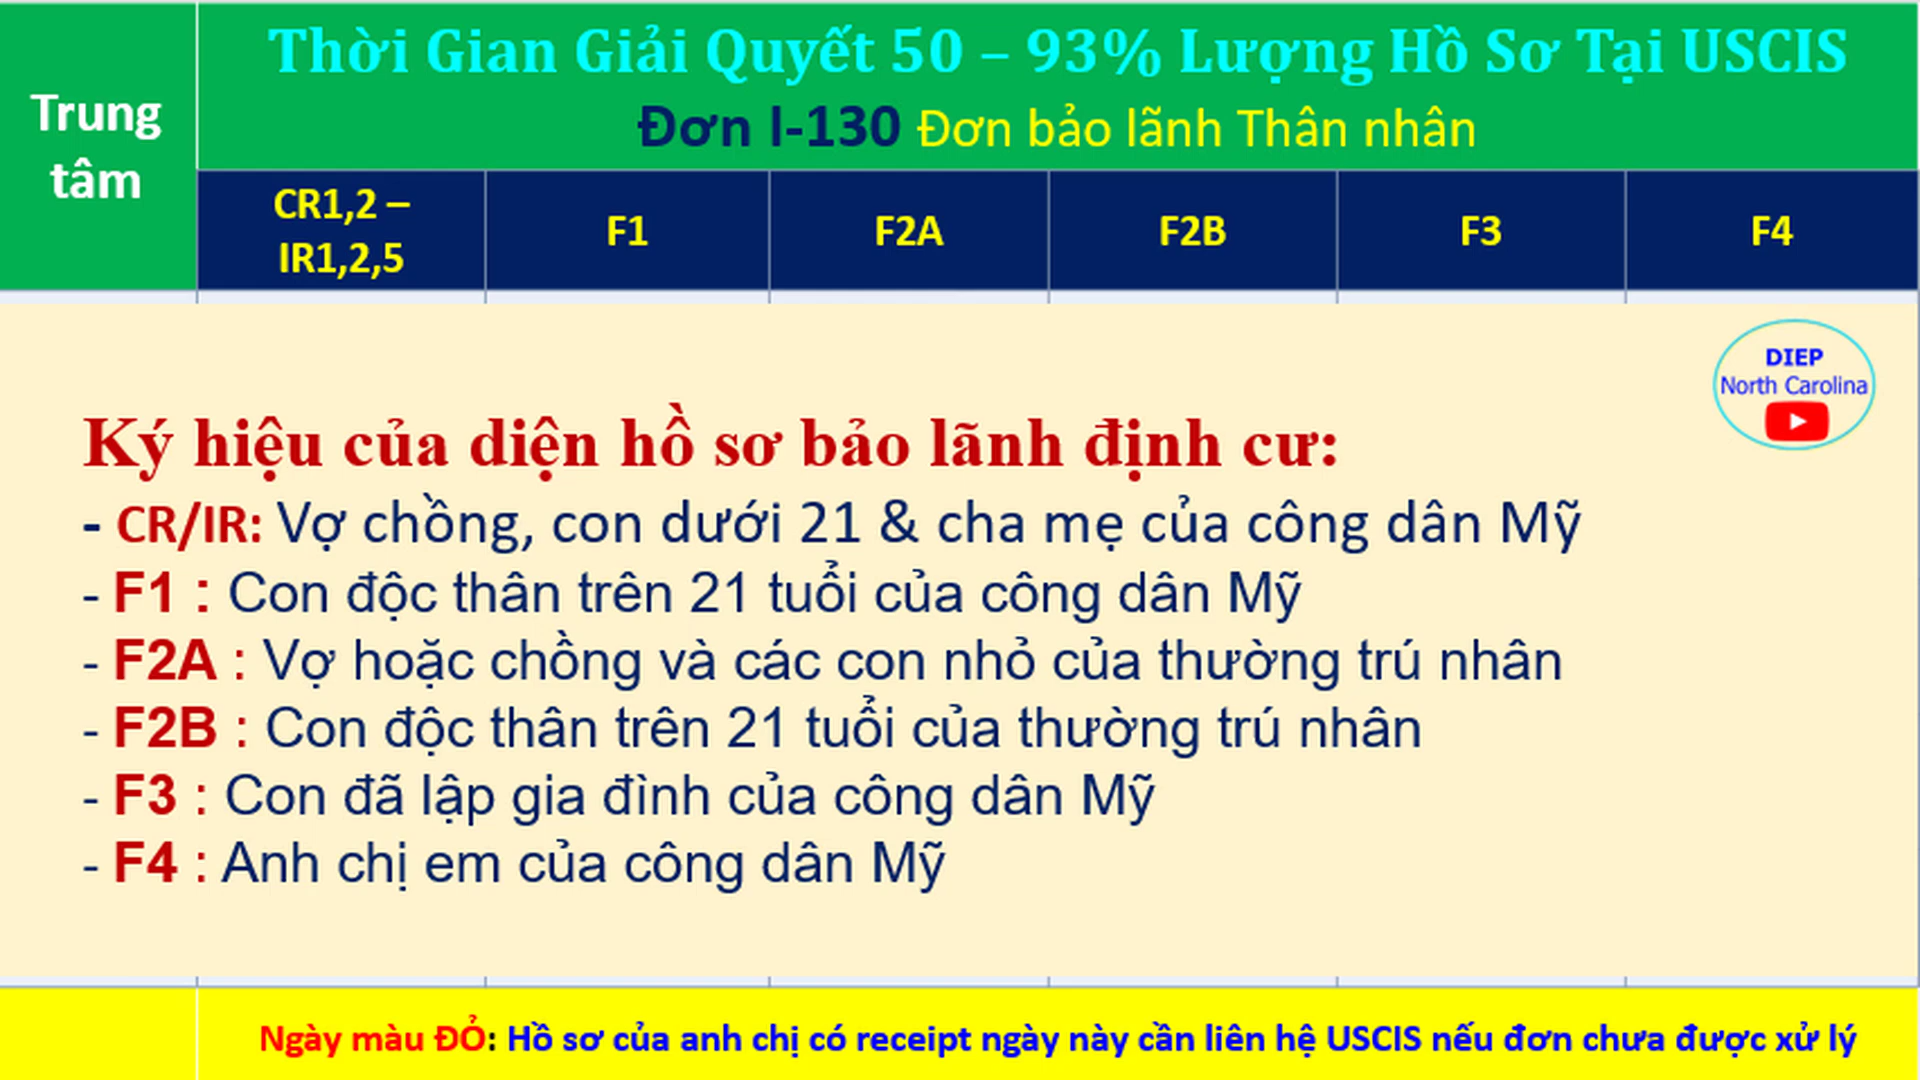 Trung
tâm
Thời Gian Giải Quyết 50 – 93% Lượng Hồ Sơ Tại USCIS
Đơn I-130 Đơn bảo lãnh Thân nhân
CR1,2 –
IR1,2,5
F1
F2A
F2B
F3
F4
DIEP
North Carolina
Ký hiệu của diện hồ sơ bảo lãnh định cư:
- CR/IR: Vợ chồng, con dưới 21 & cha mẹ của công dân Mỹ
- F1 : Con độc thân trên 21 tuổi của công dân Mỹ
- F2A : Vợ hoặc chồng và các con nhỏ của thường trú nhân
- F2B : Con độc thân trên 21 tuổi của thường trú nhân
- F3 : Con đã lập gia đình của công dân Mỹ
- F4 : Anh chị em của công dân Mỹ
Ngày màu ĐỎ: Hồ sơ của anh chị có receipt ngày này cần liên hệ USCIS nếu đơn chưa được xử lý